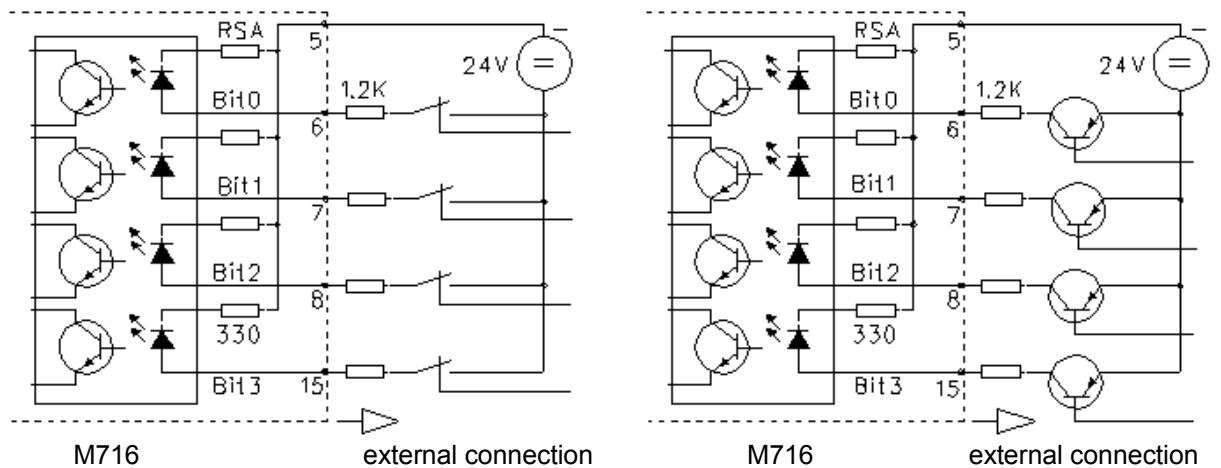 RSA
5
24V
=
Bit0
1.2K
6
Bit1
7
Bit2
8
330
Bit3
15
M716
external connection
RSA
5
24V
=
Bit0
1.2K
6
Bit1
7
Bit2
8
330
Bit3
15
M716
external connection